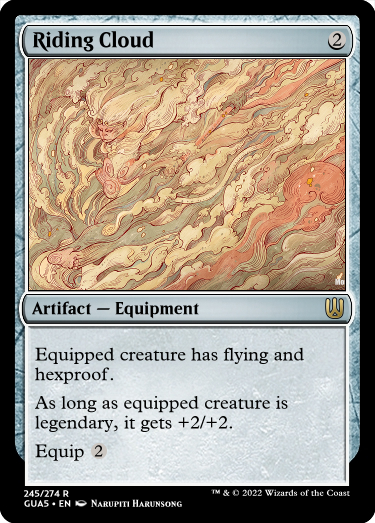 Riding Cloud 2
Artifact — Equipment
Equipped creature has flying and
hexproof.
As long as equipped creature is
legendary, it gets +2/+2.
Equip 2
245/274 R
GUA5 • EN Narupiti Harunsong
™ & © 2022 Wizards of the Coast